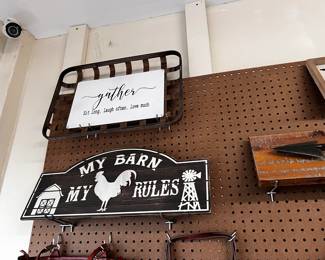 gather
Sit long, laugh often, love much
MY BARN
MY RULES